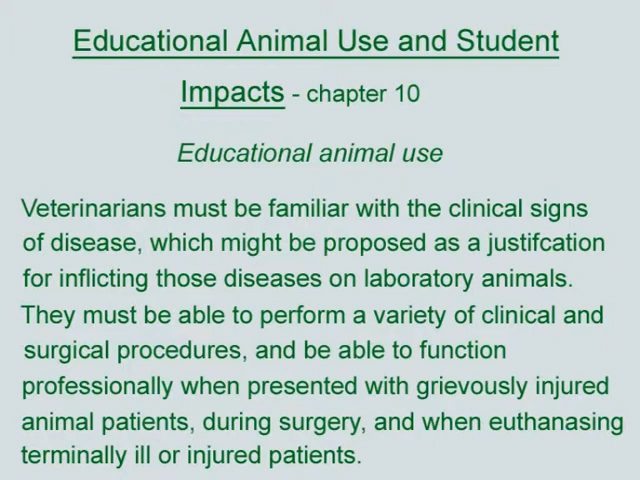 Educational Animal Use and Student
Impacts - chapter 10
Educational animal use
Veterinarians must be familiar with the clinical signs
of disease, which might be proposed as a justifcation
for inflicting those diseases on laboratory animals.
They must be able to perform a variety of clinical and
surgical procedures, and be able to function
professionally when presented with grievously injured
animal patients, during surgery, and when euthanasing
terminally ill or injured patients.